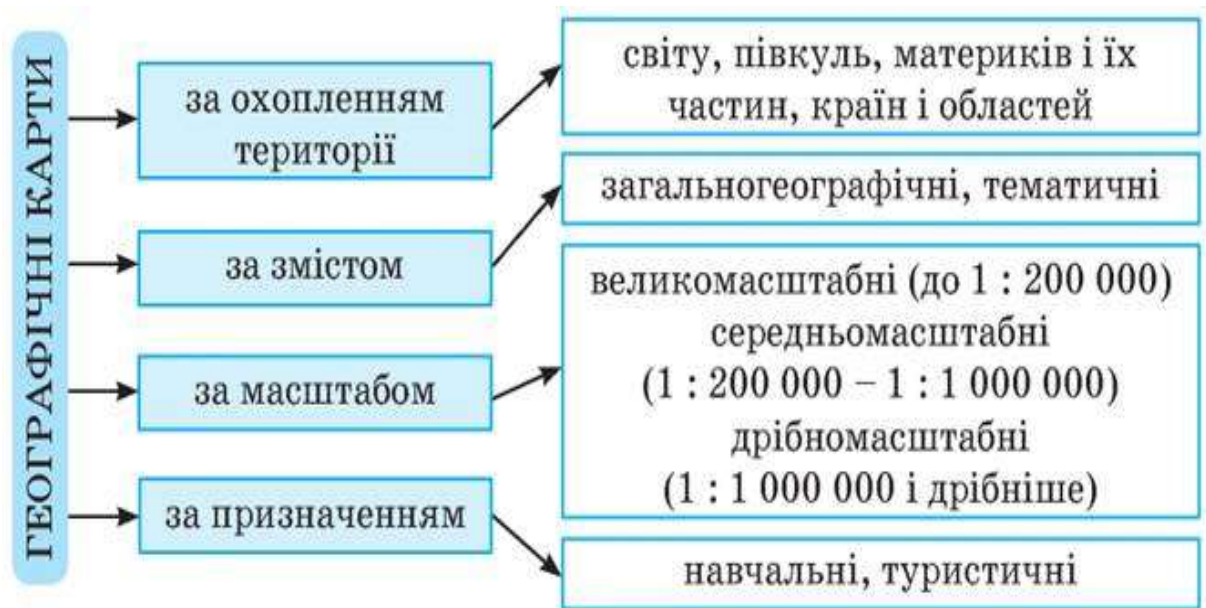 ГЕОГРАФІЧНІ КАРТИ
за охопленням
території
світу, півкуль, материків і їх
частин, країн і областей
за змістом
загальногеографічні, тематичні
за масштабом
великомасштабні (до 1 : 200 000)
середньомасштабні
(1 : 200 000 – 1 : 1 000 000)
дрібномасштабні
(1 : 1 000 000 і дрібніше)
за призначенням
навчальні, туристичні